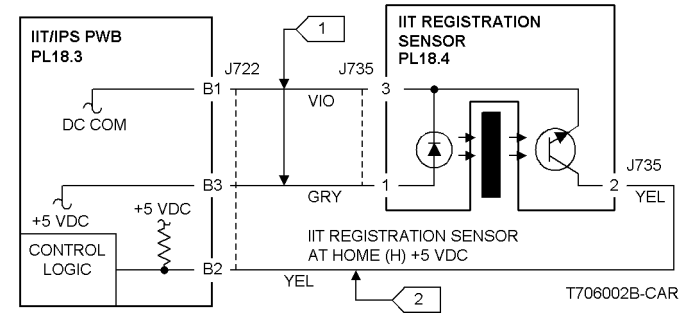 IIT/IPS PWB
PL18.3
J722
J735
1
IIT REGISTRATION
SENSOR
PL18.4
B1
VIO
3
DC COM
B3
GRY
1
J735
2
YEL
+5 VDC
+5 VDC
CONTROL
LOGIC
B2
YEL
IIT REGISTRATION SENSOR
AT HOME (H) +5 VDC
2
T706002B-CAR